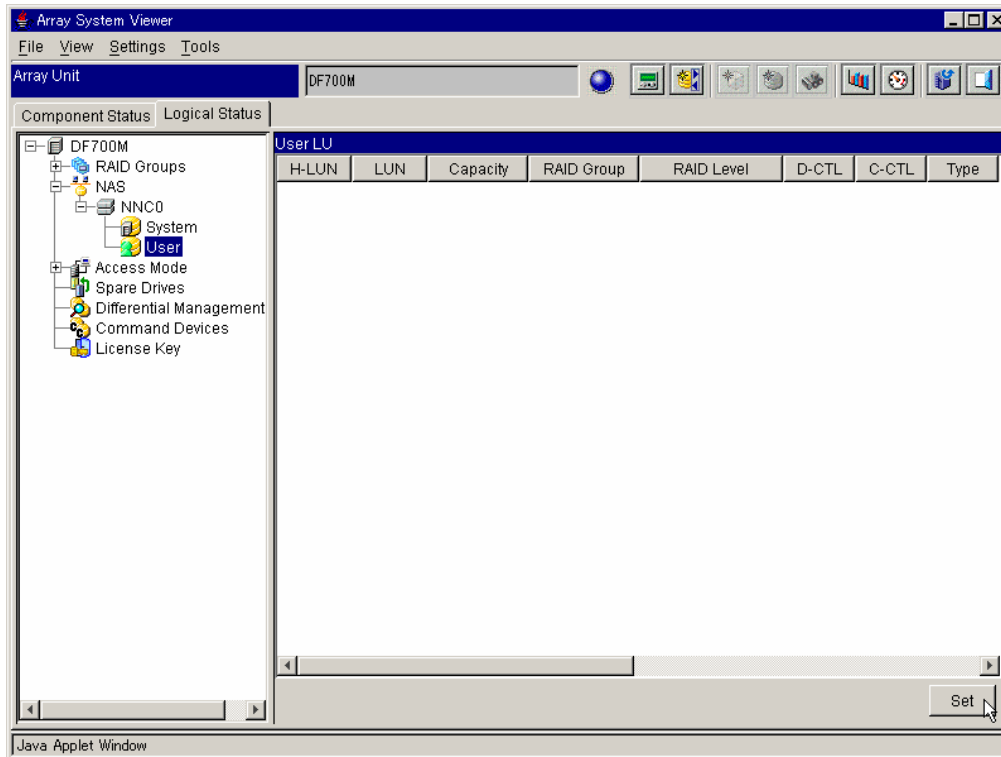 Array System Viewer
File View Settings Tools
Array Unit DF700M
Component Status Logical Status
DF700M
RAID Groups
NAS
NNC0
System
User
Access Mode
Spare Drives
Differential Management
Command Devices
License Key
User LU
H-LUN LUN Capacity RAID Group RAID Level D-CTL C-CTL Type
Set
Java Applet Window